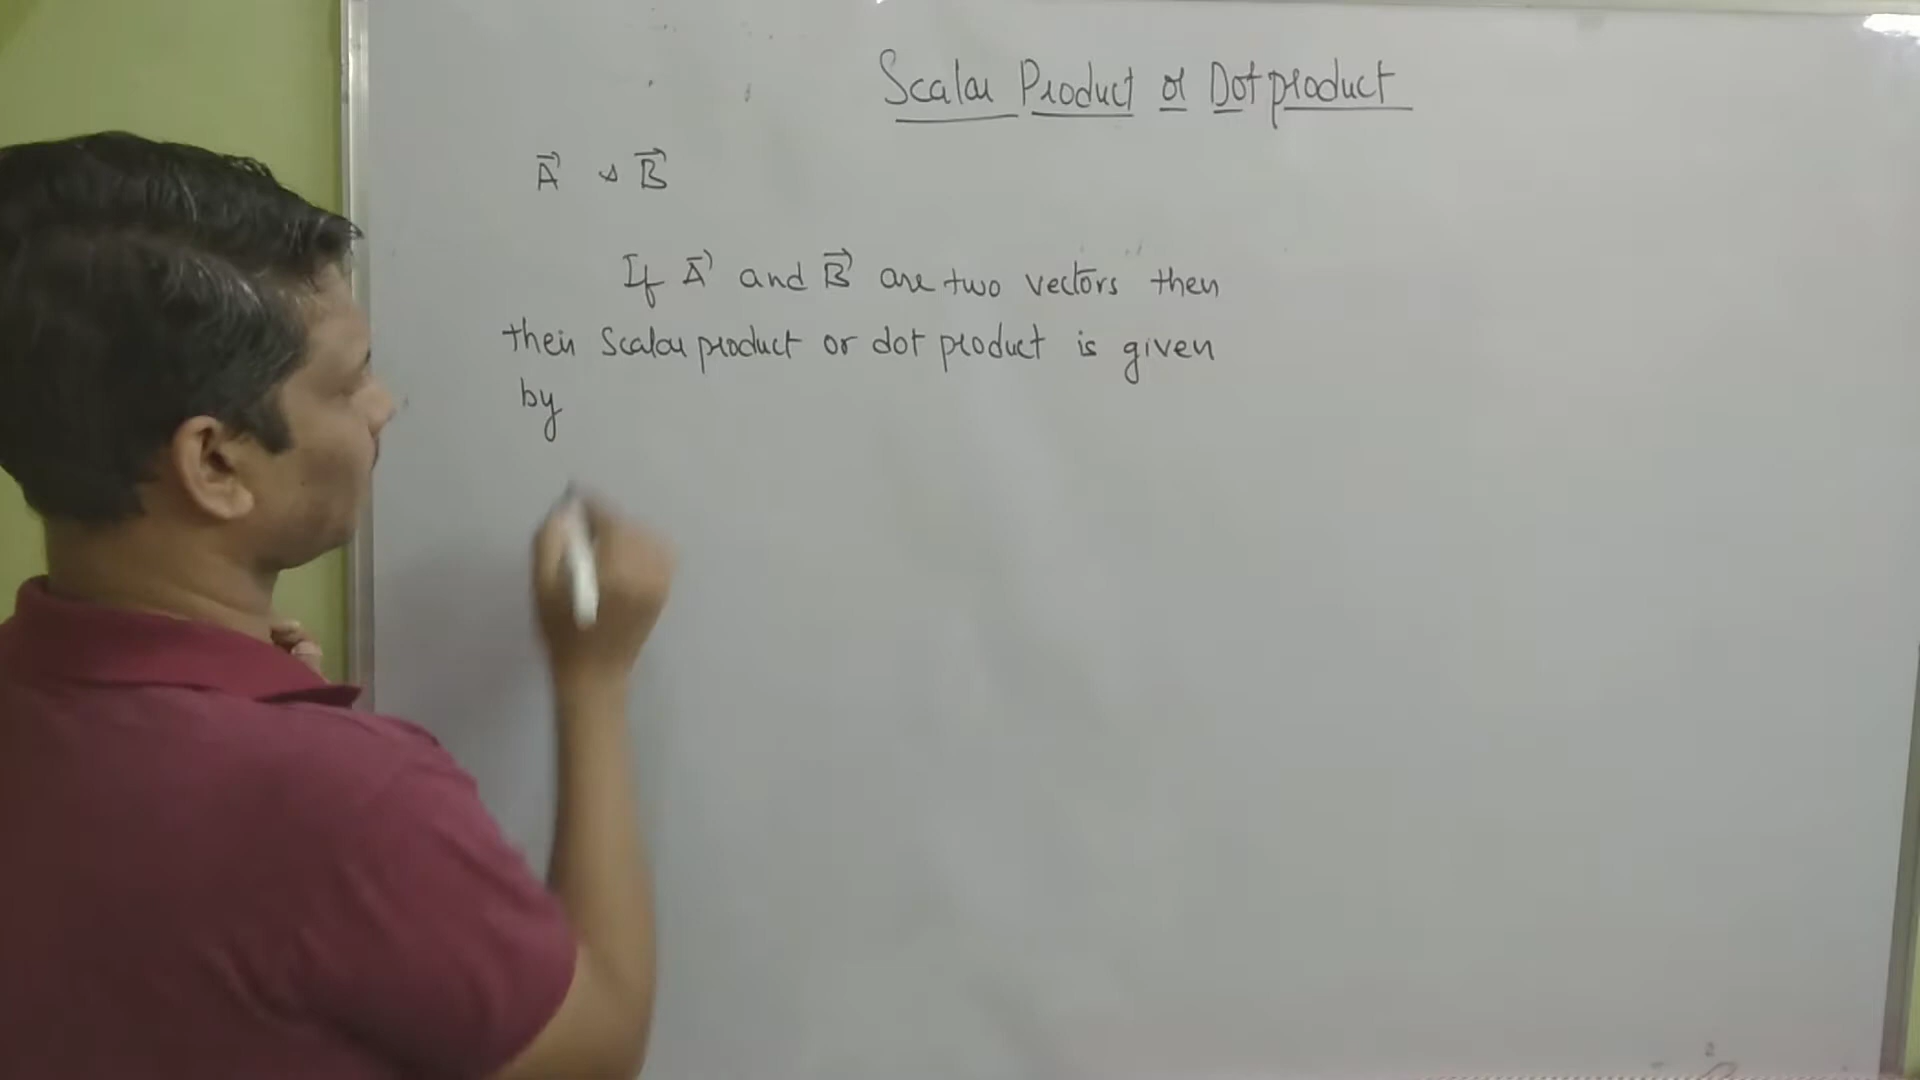 Scalar Product or Dot product
A⃗ & B⃗
If A⃗ and B⃗ are two vectors then
their Scalar product or dot product is given
by